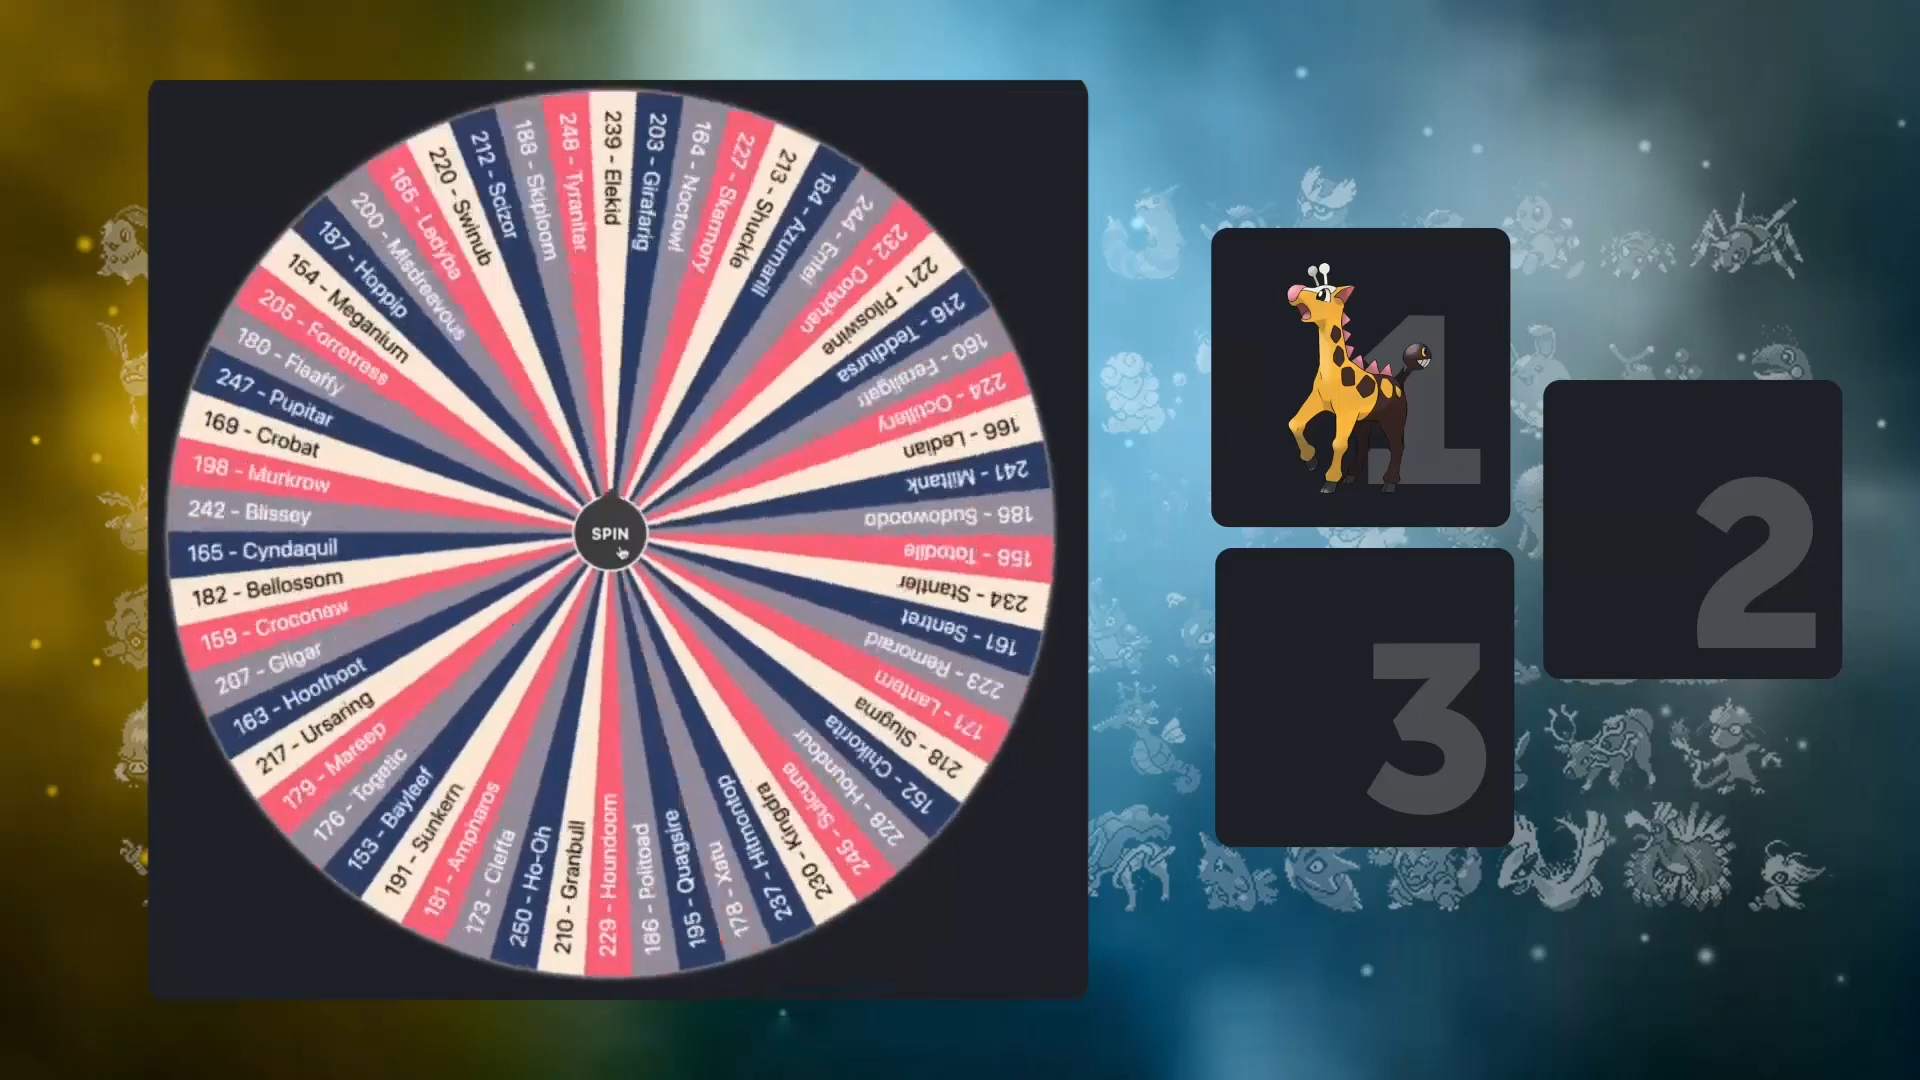 239 - Elekid
203 - Girafarig
164 - Noctowl
227 - Skarmory
213 - Shuckle
184 - Azumarill
244 - Entei
232 - Donphan
221 - Piloswine
216 - Teddiursa
160 - Feraligatr
224 - Octillery
166 - Ledian
241 - Miltank
186 - Sudowoodo
158 - Totodile
234 - Stantler
161 - Sentret
223 - Remoraid
171 - Lantern
218 - Slugma
152 - Chikorita
228 - Houndour
245 - Suicune
230 - Kingdra
237 - Hitmontop
178 - Xatu
195 - Quagsire
186 - Politoad
229 - Houndoom
210 - Granbull
250 - Ho-Oh
173 - Cleffa
181 - Ampharos
191 - Sunkern
153 - Bayleef
176 - Togetic
179 - Mareep
217 - Ursaring
163 - Hoothoot
207 - Gligar
159 - Croconaw
182 - Bellossom
165 - Cyndaquil
242 - Blissey
198 - Murkrow
169 - Crobat
247 - Pupitar
180 - Flaaffy
205 - Forretress
154 - Meganium
187 - Hoppip
200 - Misdreavous
165 - Ledyba
220 - Swinub
212 - Scizor
188 - Skiploom
248 - Tyraniter
SPIN
1
2
3